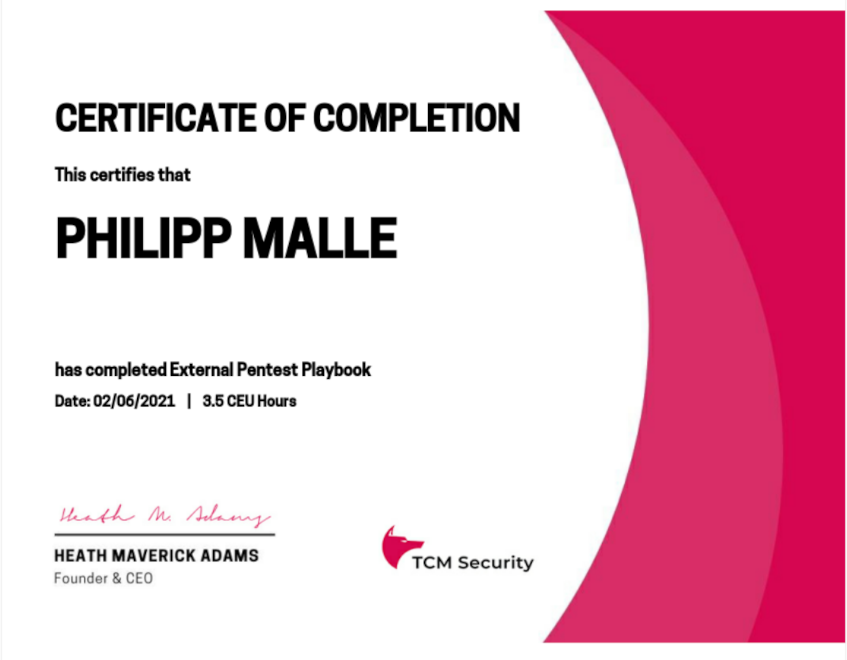 CERTIFICATE OF COMPLETION
This certifies that
PHILIPP MALLE
has completed External Pentest Playbook
Date: 02/06/2021 | 3.5 CEU Hours
Heath M. Adams
HEATH MAVERICK ADAMS
Founder & CEO
TCM Security